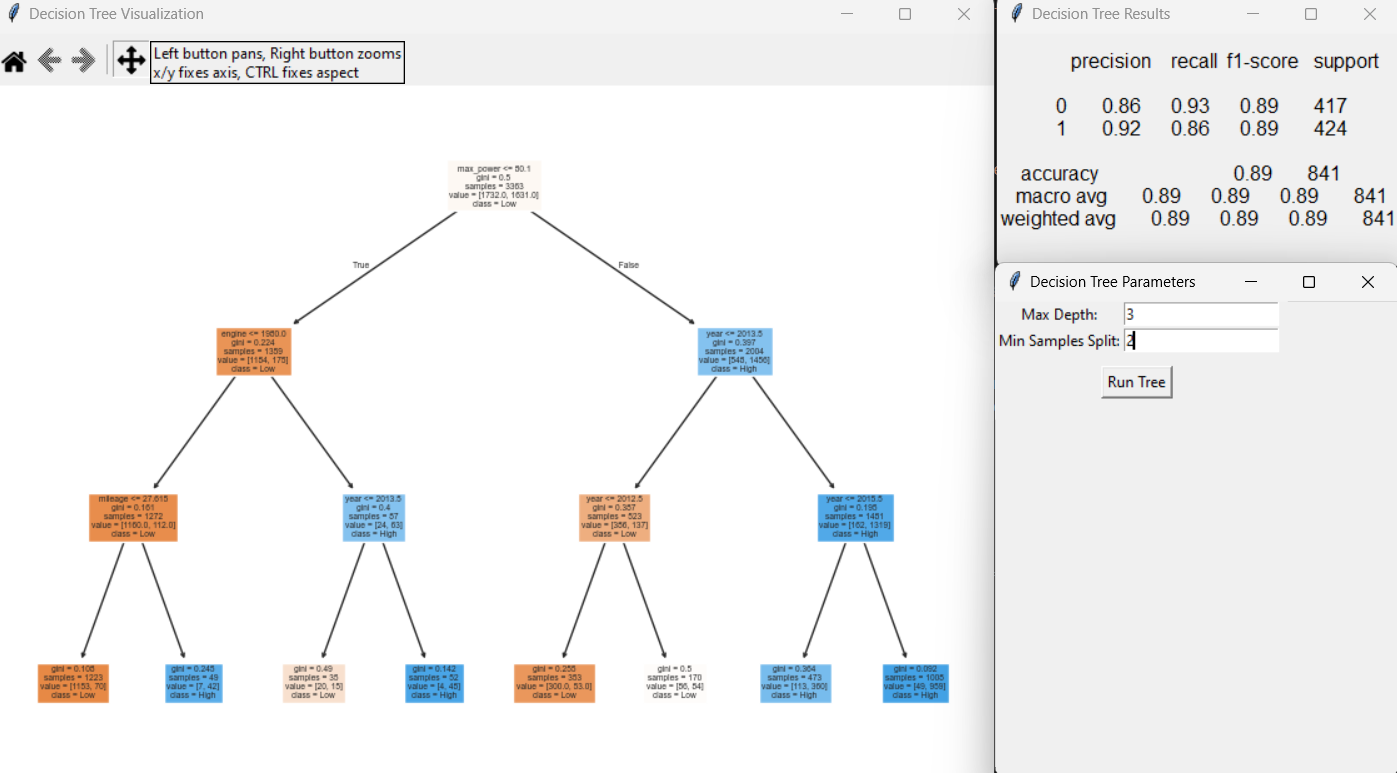 Decision Tree Visualization
Left button pans, Right button zooms
x/y fixes axis, CTRL fixes aspect
max_power <= 80.1
gini = 0.5
samples = 3363
value = [1732.0, 1631.0]
class = Low
True
False
engine <= 1980.0
gini = 0.224
samples = 1359
value = [1184, 175]
class = Low
year <= 2013.5
gini = 0.397
samples = 2004
value = [548, 1456]
class = High
mileage <= 27.615
gini = 0.161
samples = 1272
value = [1160.0, 112.0]
class = Low
year <= 2013.5
gini = 0.4
samples = 87
value = [24, 63]
class = High
year <= 2012.5
gini = 0.387
samples = 523
value = [386, 137]
class = Low
year <= 2015.5
gini = 0.195
samples = 1481
value = [162, 1319]
class = High
gini = 0.108
samples = 1223
value = [1153, 70]
class = Low
gini = 0.245
samples = 49
value = [7, 42]
class = High
gini = 0.49
samples = 35
value = [20, 15]
class = Low
gini = 0.142
samples = 52
value = [4, 48]
class = High
gini = 0.255
samples = 353
value = [300.0, 53.0]
class = Low
gini = 0.5
samples = 170
value = [86, 84]
class = Low
gini = 0.364
samples = 473
value = [113, 360]
class = High
gini = 0.092
samples = 1008
value = [49, 959]
class = High
Decision Tree Results
precision recall f1-score support
0 0.86 0.93 0.89 417
1 0.92 0.86 0.89 424
accuracy 0.89 841
macro avg 0.89 0.89 0.89 841
weighted avg 0.89 0.89 0.89 841
Decision Tree Parameters
Max Depth: 3
Min Samples Split: 2
Run Tree